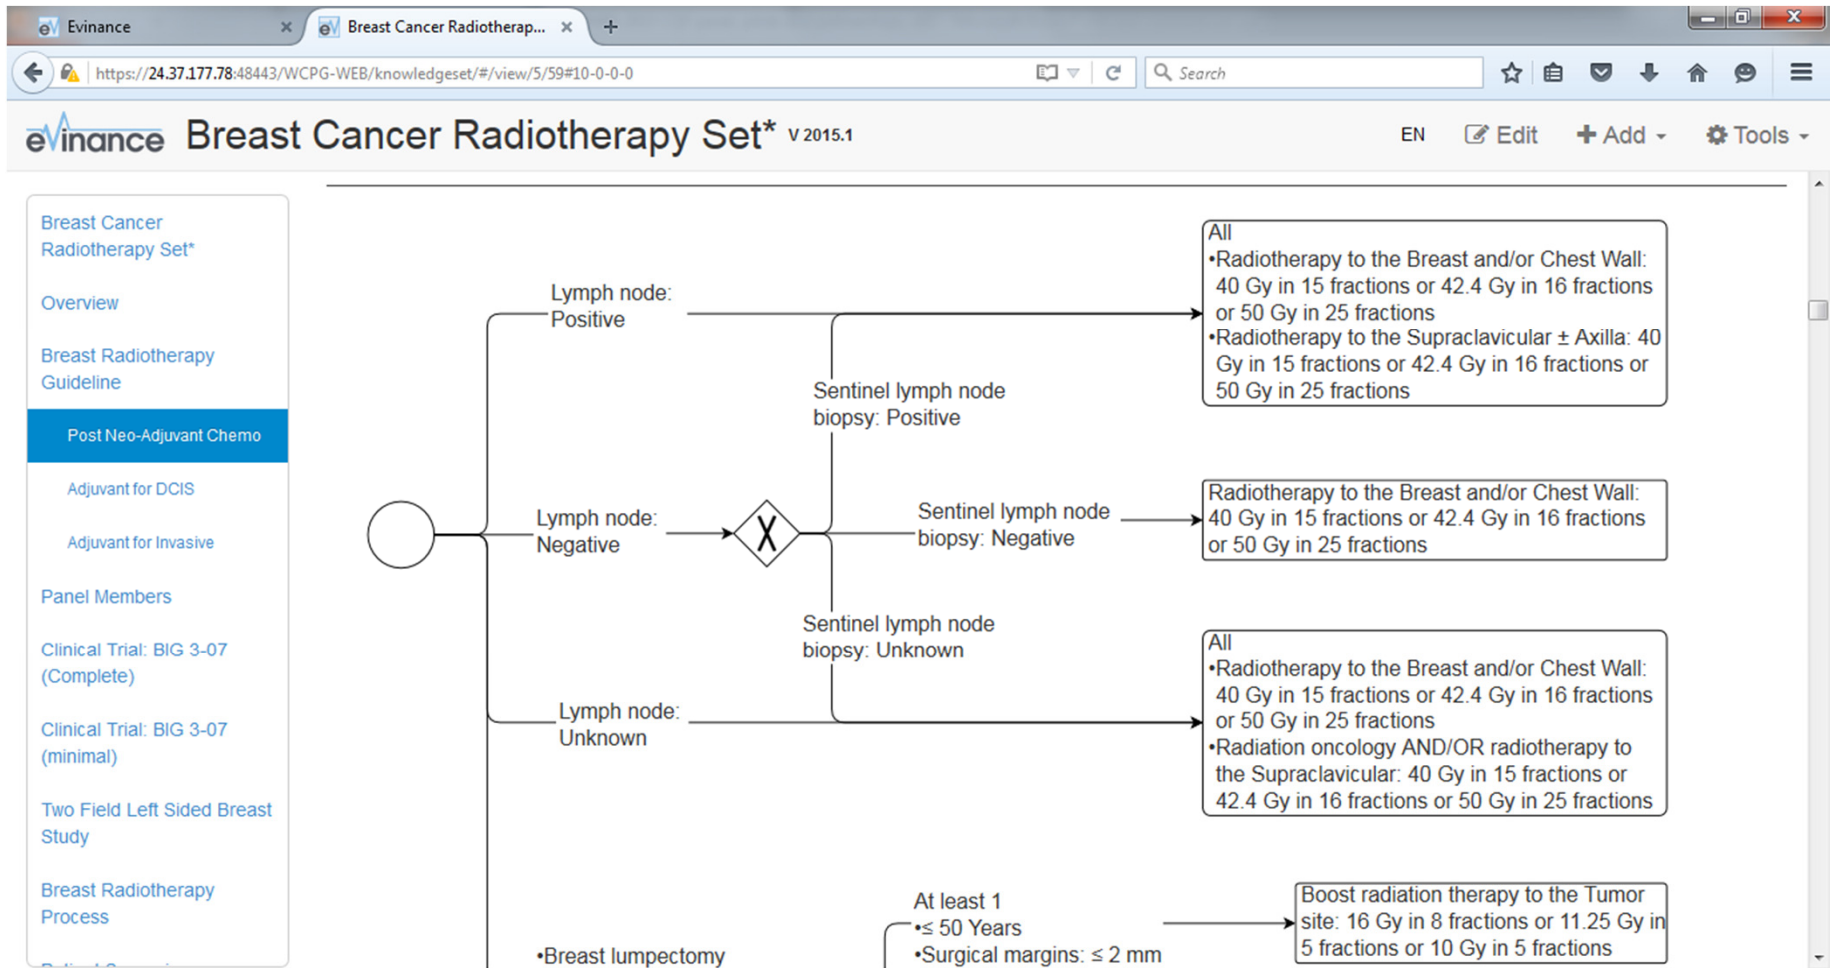 Evinance
Breast Cancer Radiotherap...
https://24.37.177.78:48443/WCPG-WEB/knowledgeset/#/view/5/59#10-0-0-0
Search
eVinance
Breast Cancer Radiotherapy Set* V 2015.1
EN
Edit
Add
Tools
Breast Cancer
Radiotherapy Set*
Overview
Breast Radiotherapy
Guideline
Post Neo-Adjuvant Chemo
Adjuvant for DCIS
Adjuvant for Invasive
Panel Members
Clinical Trial: BIG 3-07
(Complete)
Clinical Trial: BIG 3-07
(minimal)
Two Field Left Sided Breast
Study
Breast Radiotherapy
Process
Lymph node:
Positive
Lymph node:
Negative
X
Lymph node:
Unknown
Sentinel lymph node
biopsy: Positive
Sentinel lymph node
biopsy: Negative
Sentinel lymph node
biopsy: Unknown
All
•Radiotherapy to the Breast and/or Chest Wall:
40 Gy in 15 fractions or 42.4 Gy in 16 fractions
or 50 Gy in 25 fractions
•Radiotherapy to the Supraclavicular ± Axilla: 40
Gy in 15 fractions or 42.4 Gy in 16 fractions or
50 Gy in 25 fractions
Radiotherapy to the Breast and/or Chest Wall:
40 Gy in 15 fractions or 42.4 Gy in 16 fractions
or 50 Gy in 25 fractions
All
•Radiotherapy to the Breast and/or Chest Wall:
40 Gy in 15 fractions or 42.4 Gy in 16 fractions
or 50 Gy in 25 fractions
•Radiation oncology AND/OR radiotherapy to
the Supraclavicular: 40 Gy in 15 fractions or
42.4 Gy in 16 fractions or 50 Gy in 25 fractions
•Breast lumpectomy
At least 1
•≤ 50 Years
•Surgical margins: ≤ 2 mm
Boost radiation therapy to the Tumor
site: 16 Gy in 8 fractions or 11.25 Gy in
5 fractions or 10 Gy in 5 fractions